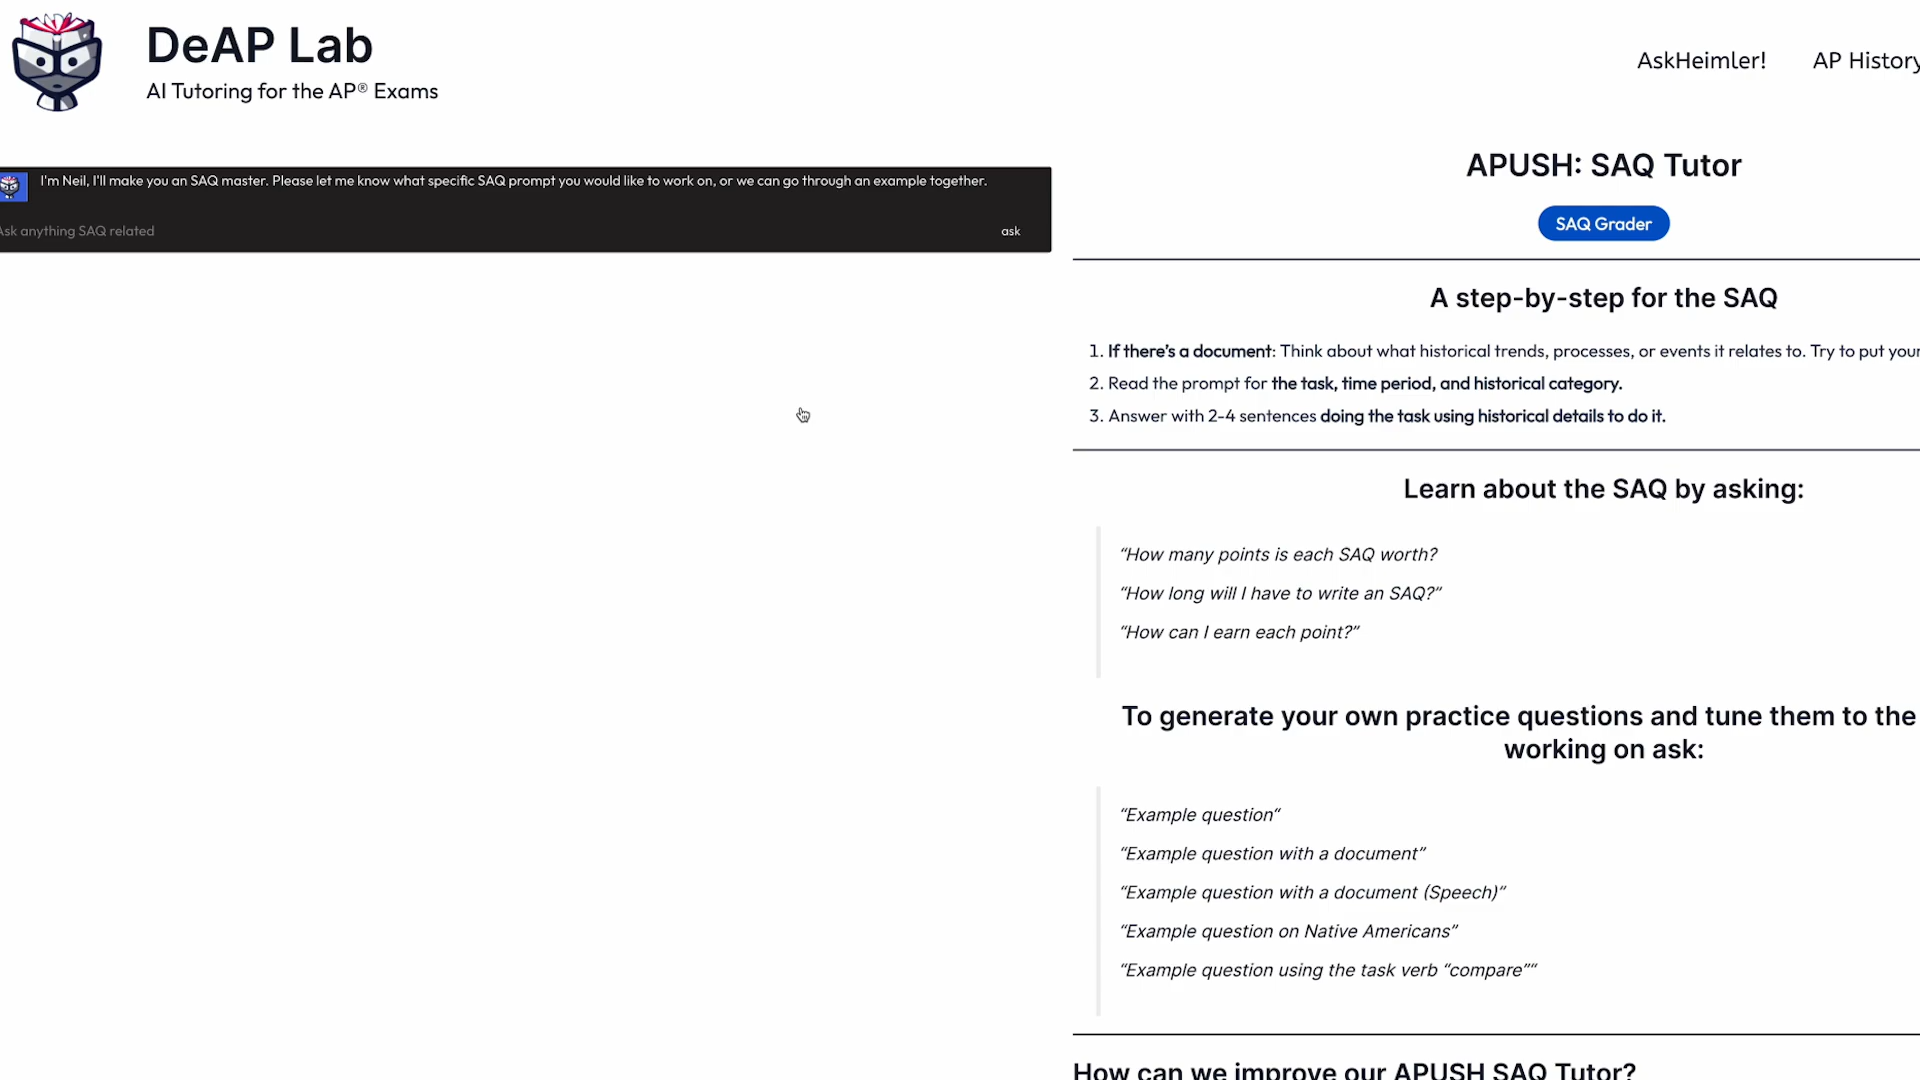 DeAP Lab
AI Tutoring for the AP® Exams
AskHeimler!
AP History
I'm Neil, I'll make you an SAQ master. Please let me know what specific SAQ prompt you would like to work on, or we can go through an example together.
Ask anything SAQ related
ask
APUSH: SAQ Tutor
SAQ Grader
A step-by-step for the SAQ
1. If there’s a document: Think about what historical trends, processes, or events it relates to. Try to put your
2. Read the prompt for the task, time period, and historical category.
3. Answer with 2-4 sentences doing the task using historical details to do it.
Learn about the SAQ by asking:
“How many points is each SAQ worth?
“How long will I have to write an SAQ?”
“How can I earn each point?”
To generate your own practice questions and tune them to the
working on ask:
“Example question“
“Example question with a document”
“Example question with a document (Speech)”
“Example question on Native Americans”
“Example question using the task verb “compare”“
How can we improve our APUSH SAQ Tutor?